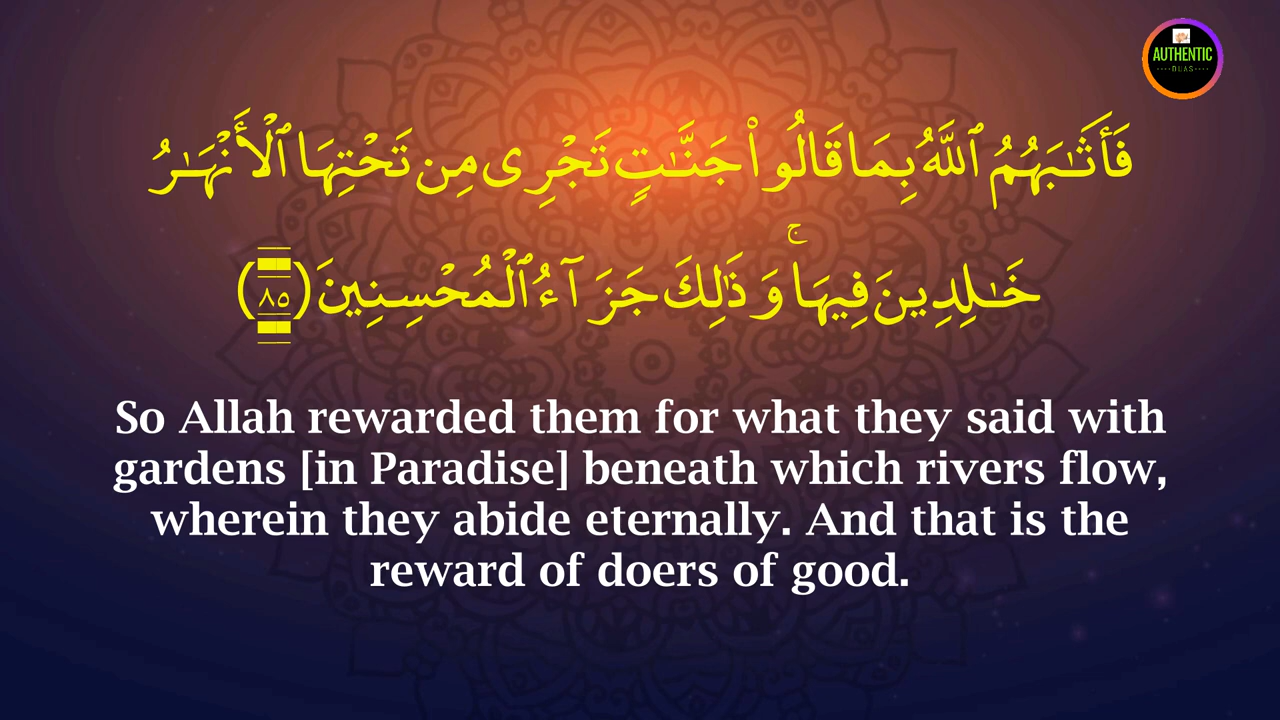 AUTHENTIC
DUAS
فَأَثَـٰبَهُمُ ٱللَّهُ بِمَا قَالُوا۟ جَنَّـٰتٍ تَجْرِى مِن تَحْتِهَا ٱلْأَنْهَـٰرُ
خَـٰلِدِينَ فِيهَا ۚ وَذَٰلِكَ جَزَآءُ ٱلْمُحْسِنِينَ (٨٥)
So Allah rewarded them for what they said with
gardens [in Paradise] beneath which rivers flow,
wherein they abide eternally. And that is the
reward of doers of good.